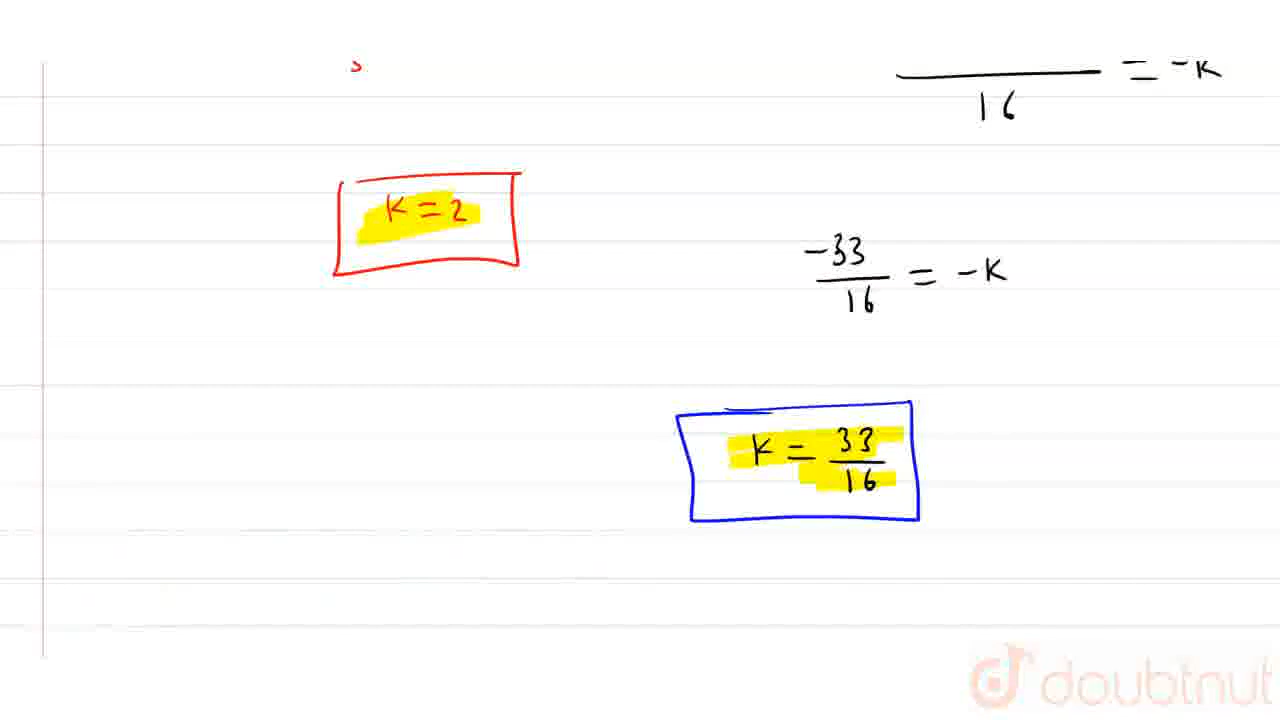 = -K
16
K = 2
-33
16
= -K
K = 33
16
doubtnut